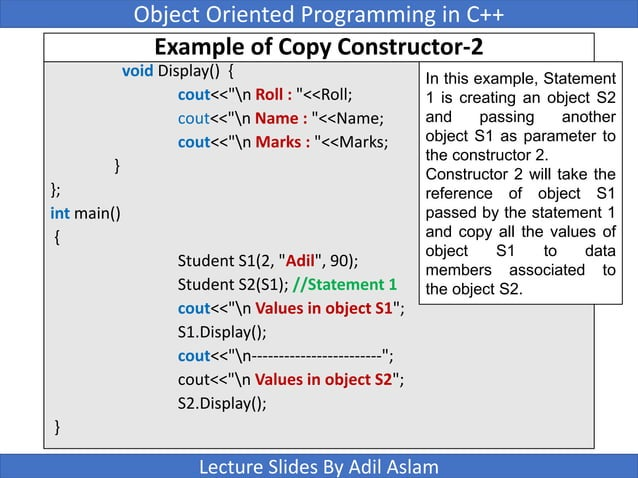 Object Oriented Programming in C++
Example of Copy Constructor-2
void Display() {
cout<<"\n Roll : "<<Roll;
cout<<"\n Name : "<<Name;
cout<<"\n Marks : "<<Marks;
}
};
int main()
{
Student S1(2, "Adil", 90);
Student S2(S1); //Statement 1
cout<<"\n Values in object S1";
S1.Display();
cout<<"\n------------------------";
cout<<"\n Values in object S2";
S2.Display();
}
In this example, Statement
1 is creating an object S2
and passing another
object S1 as parameter to
the constructor 2.
Constructor 2 will take the
reference of object S1
passed by the statement 1
and copy all the values of
object S1 to data
members associated to
the object S2.
Lecture Slides By Adil Aslam